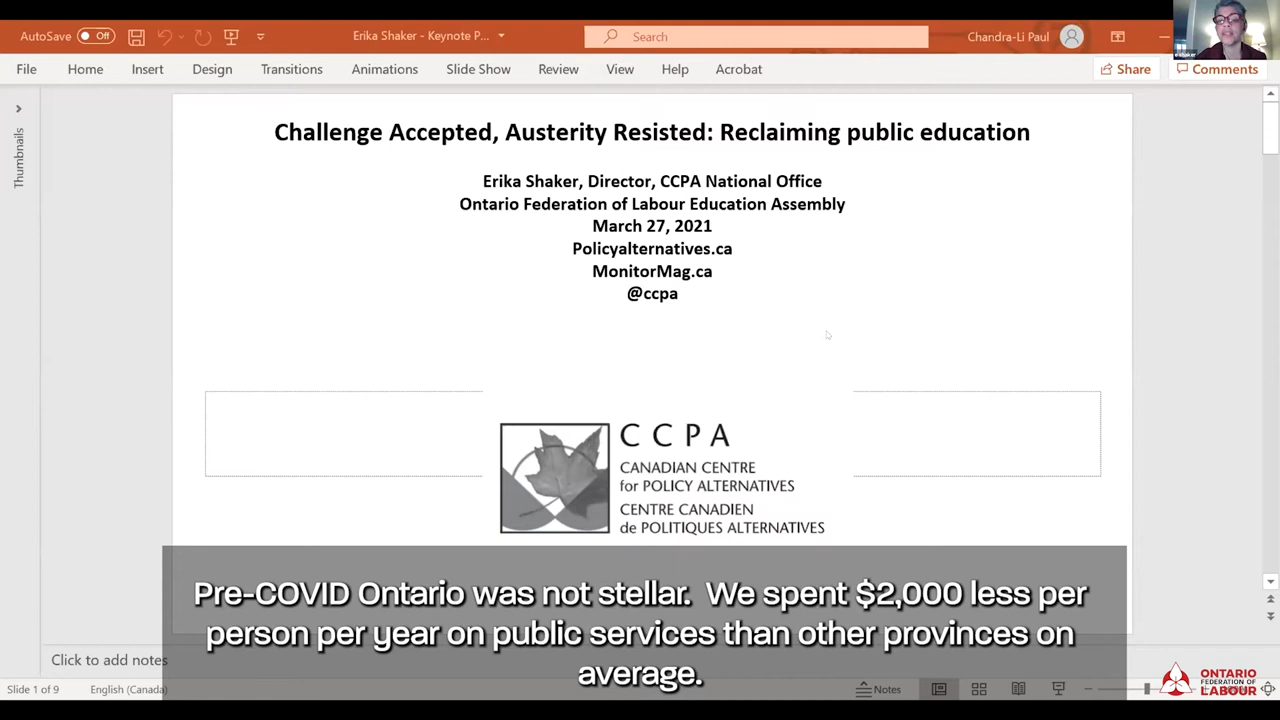 AutoSave Off
Erika Shaker - Keynote P...
Search
Chandra-Li Paul
File Home Insert Design Transitions Animations Slide Show Review View Help Acrobat
Share Comments
Thumbnails
Challenge Accepted, Austerity Resisted: Reclaiming public education
Erika Shaker, Director, CCPA National Office
Ontario Federation of Labour Education Assembly
March 27, 2021
Policyalternatives.ca
MonitorMag.ca
@ccpa
CCPA
CANADIAN CENTRE
for POLICY ALTERNATIVES
CENTRE CANADIEN
de POLITIQUES ALTERNATIVES
Pre-COVID Ontario was not stellar. We spent $2,000 less per
person per year on public services than other provinces on
average.
Click to add notes
Slide 1 of 9 English (Canada) Notes
ONTARIO
FEDERATION OF
LABOUR